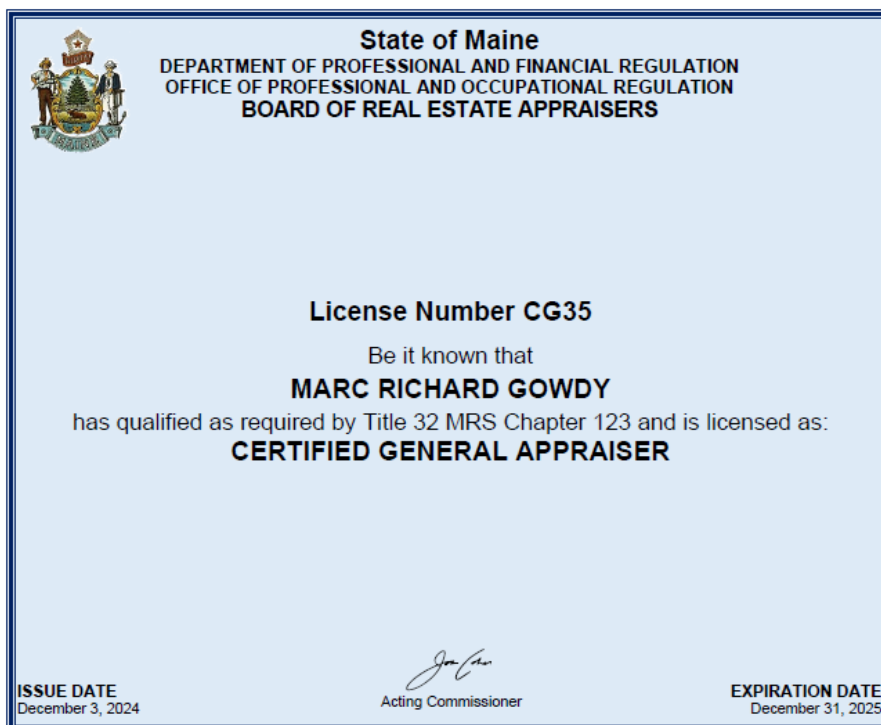 State of Maine
DEPARTMENT OF PROFESSIONAL AND FINANCIAL REGULATION
OFFICE OF PROFESSIONAL AND OCCUPATIONAL REGULATION
BOARD OF REAL ESTATE APPRAISERS
License Number CG35
Be it known that
MARC RICHARD GOWDY
has qualified as required by Title 32 MRS Chapter 123 and is licensed as:
CERTIFIED GENERAL APPRAISER
Acting Commissioner
ISSUE DATE
December 3, 2024
EXPIRATION DATE
December 31, 2025